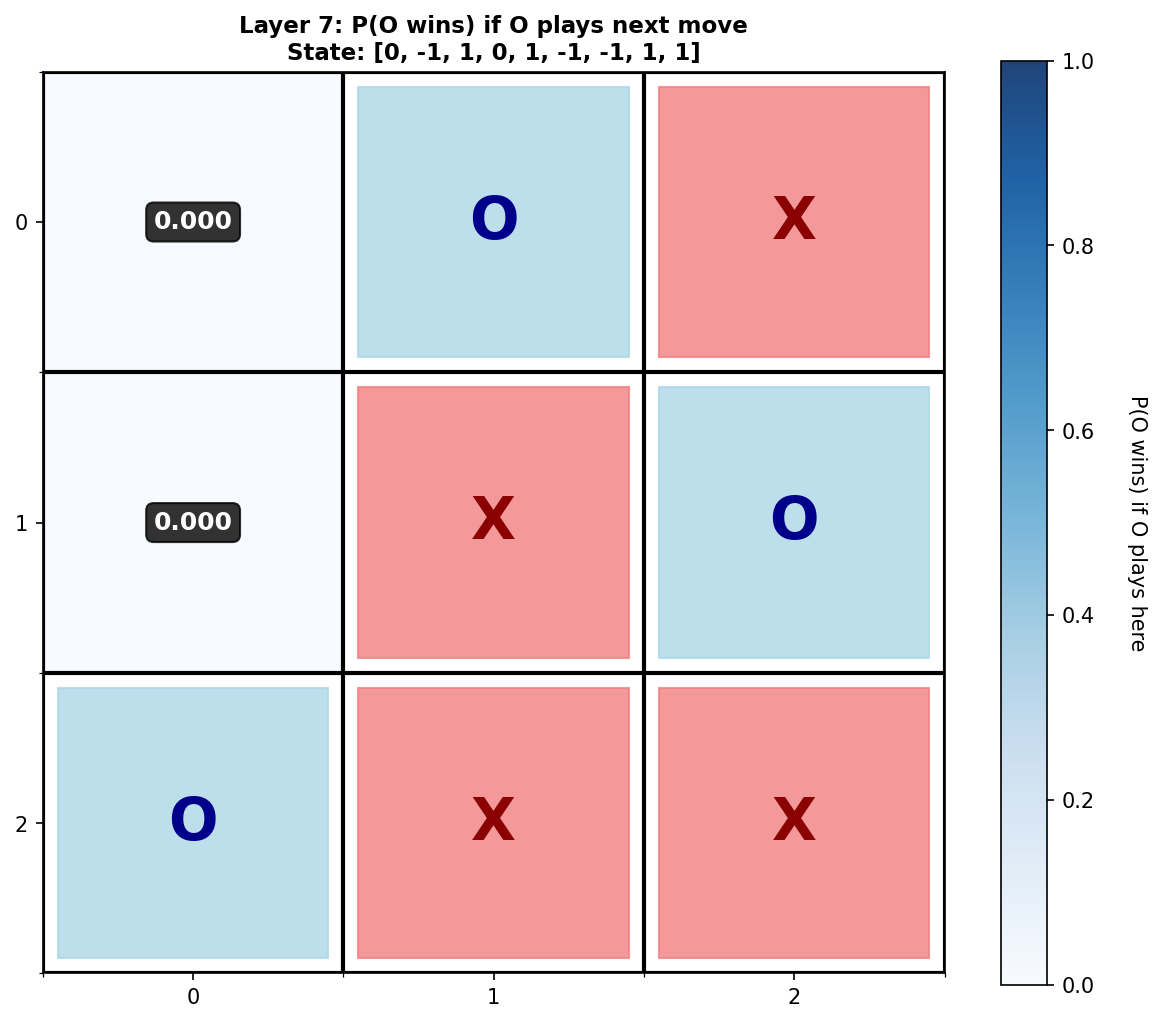 Layer 7: P(O wins) if O plays next move
State: [0, -1, 1, 0, 1, -1, -1, 1, 1]
0
0.000
O
X
1
0.000
X
O
2
O
X
X
0
1
2
1.0
0.8
0.6
0.4
0.2
0.0
P(O wins) if O plays here